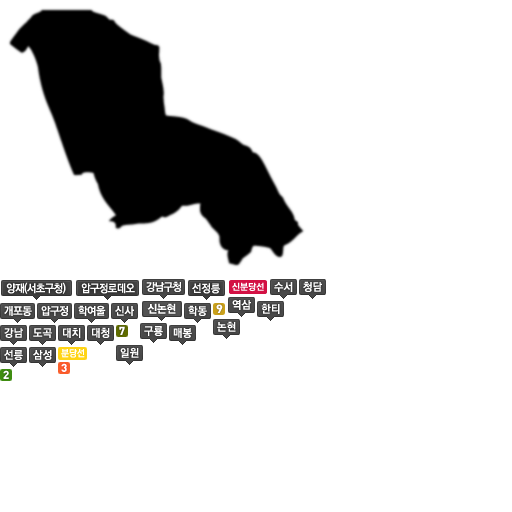 양재(서초구청) 압구정로데오 강남구청 선정릉 신분당선 수서 청담
개포동 압구정 학여울 신사 신논현 학동 9 역삼 한티
강남 도곡 대치 대청 7 구룡 매봉 논현
선릉 삼성 분당선 일원
2 3